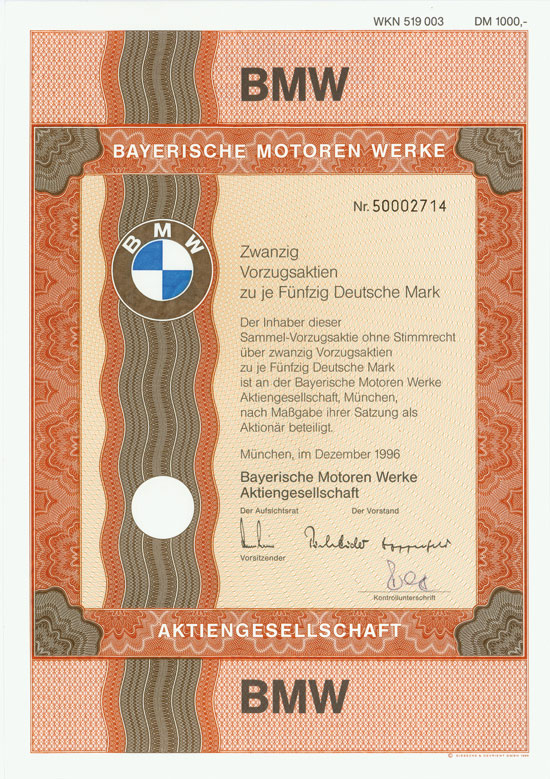 WKN 519 003 DM 1000,-
BMW
BAYERISCHE MOTOREN WERKE
Nr. 50002714
BMW
Zwanzig
Vorzugsaktien
zu je Fünfzig Deutsche Mark
Der Inhaber dieser
Sammel-Vorzugsaktie ohne Stimmrecht
über zwanzig Vorzugsaktien
zu je Fünfzig Deutsche Mark
ist an der Bayerische Motoren Werke
Aktiengesellschaft, München,
nach Maßgabe ihrer Satzung als
Aktionär beteiligt.
München, im Dezember 1996
Bayerische Motoren Werke
Aktiengesellschaft
Der Aufsichtsrat Der Vorstand
Vorsitzender
Kontrollunterschrift
AKTIENGESELLSCHAFT
BMW